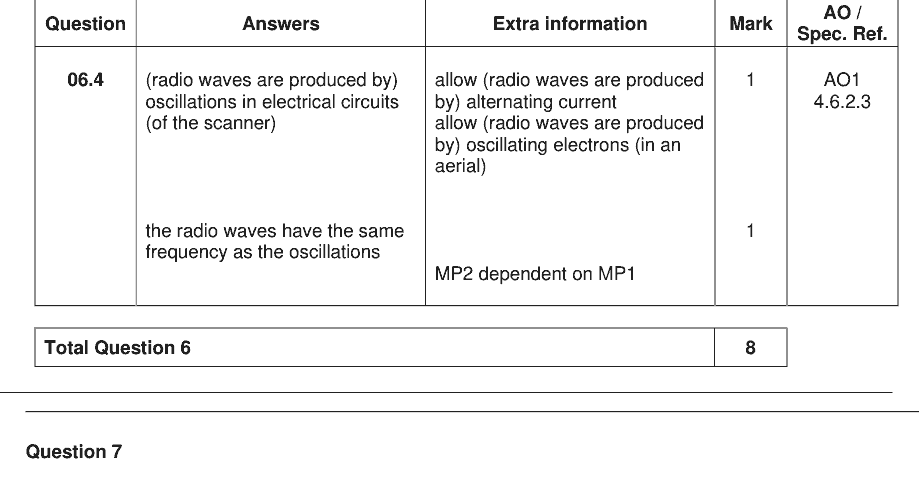 Question Answers Extra information Mark AO /
Spec. Ref.
06.4 (radio waves are produced by) allow (radio waves are produced 1 AO1
oscillations in electrical circuits by) alternating current 4.6.2.3
(of the scanner) allow (radio waves are produced
by) oscillating electrons (in an
aerial)
the radio waves have the same 1
frequency as the oscillations
MP2 dependent on MP1
Total Question 6 8
Question 7